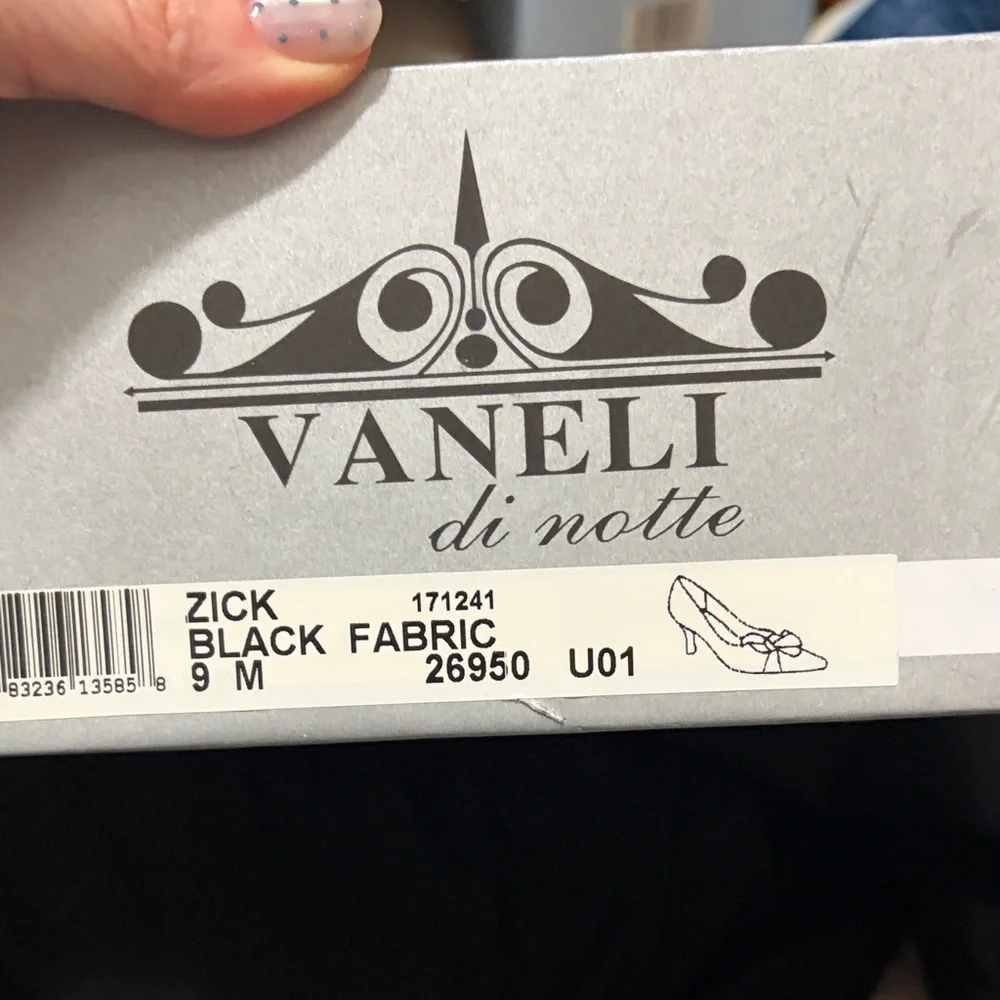 VANELI
di notte
ZICK 171241
BLACK FABRIC
9 M 26950 U01
83236 13585 8